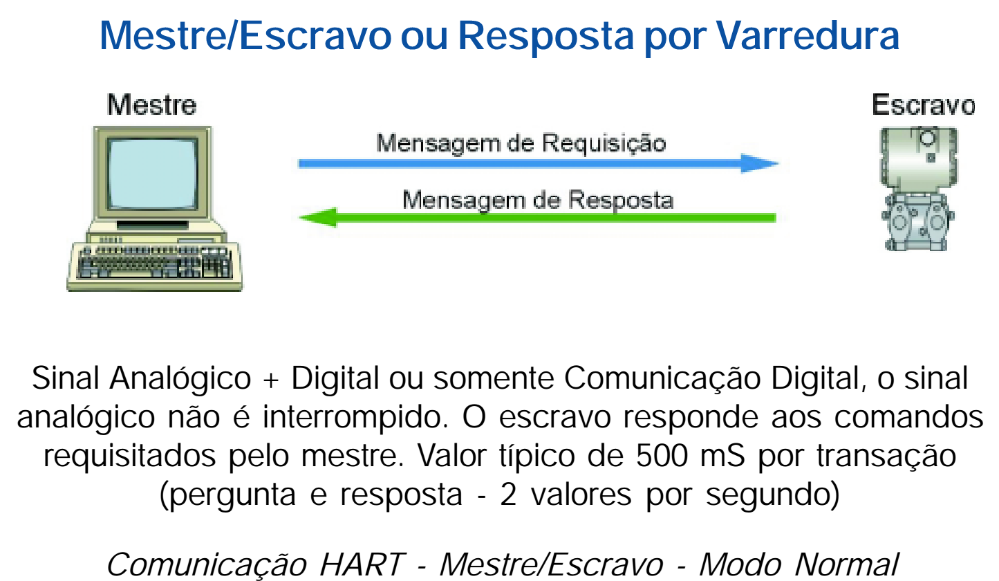 Mestre/Escravo ou Resposta por Varredura
Mestre
Escravo
Mensagem de Requisição
Mensagem de Resposta
Sinal Analógico + Digital ou somente Comunicação Digital, o sinal
analógico não é interrompido. O escravo responde aos comandos
requisitados pelo mestre. Valor típico de 500 mS por transação
(pergunta e resposta - 2 valores por segundo)
Comunicação HART - Mestre/Escravo - Modo Normal